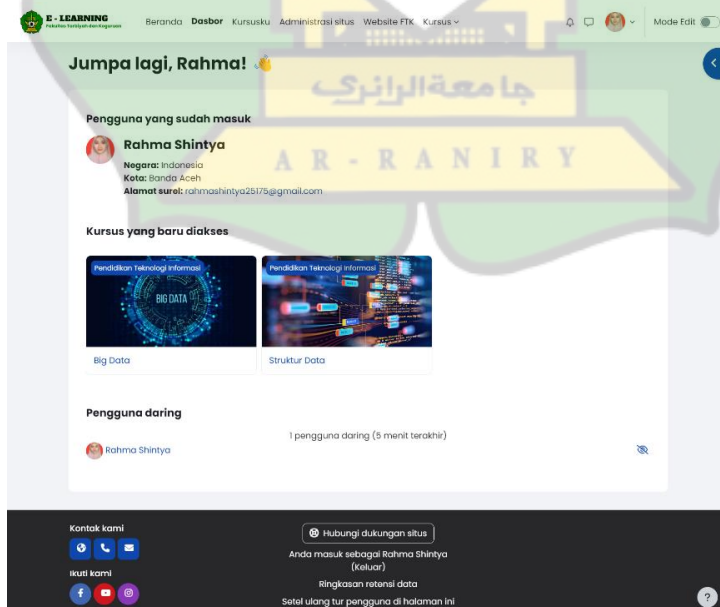 E - LEARNING
Fakultas Tarbiyah dan Keguruan
Beranda Dasbor Kursusku Administrasi situs Website FTK Kursus
Mode Edit
Jumpa lagi, Rahma!
جامعة الرانري
A R - R A N I R Y
Pengguna yang sudah masuk
Rahma Shintya
Negara: Indonesia
Kota: Banda Aceh
Alamat surel: rahmashintya25175@gmail.com
Kursus yang baru diakses
Pendidikan Teknologi Informasi
BIG DATA
Big Data
Pendidikan Teknologi Informasi
Struktur Data
Pengguna daring
1 pengguna daring (5 menit terakhir)
Rahma Shintya
Kontak kami
Ikuti kami
Hubungi dukungan situs
Anda masuk sebagai Rahma Shintya
(Keluar)
Ringkasan retensi data
Setel ulang tur pengguna di halaman ini
?